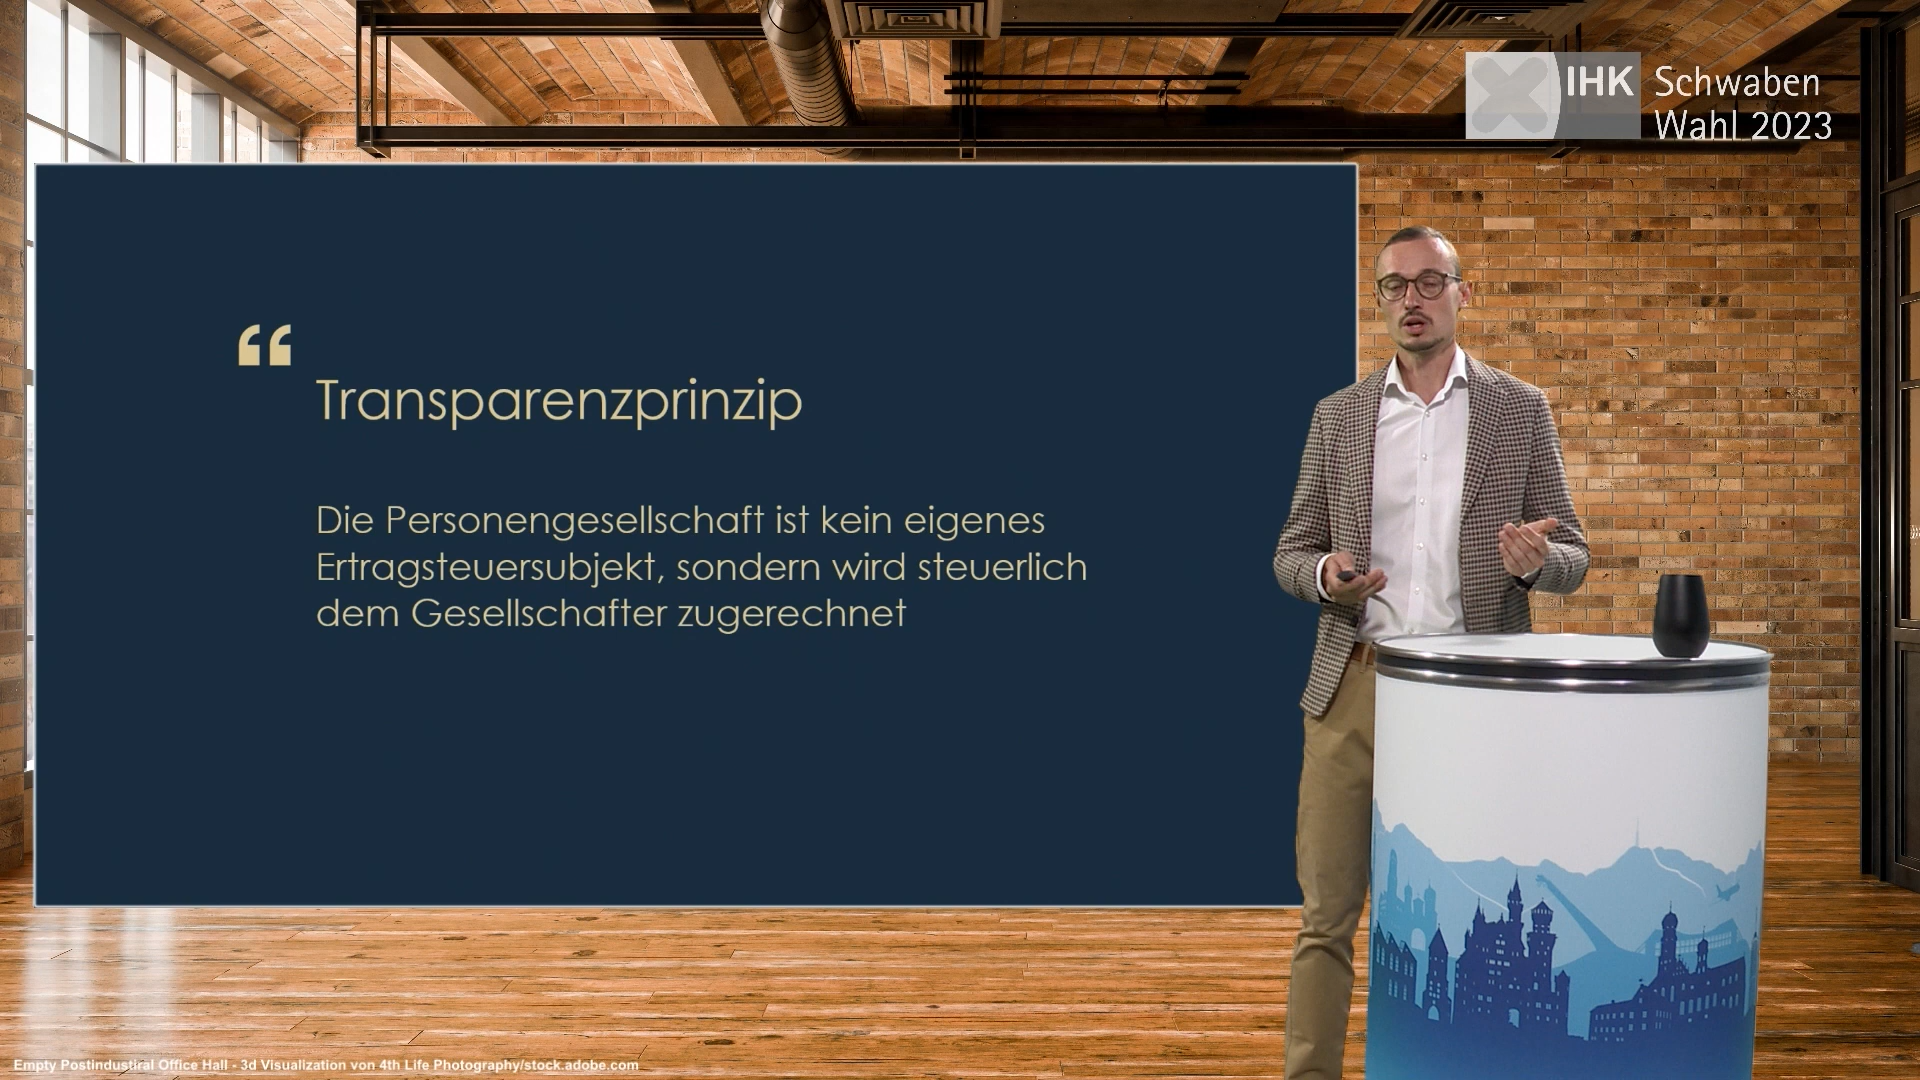 IHK Schwaben
Wahl 2023
“
Transparenzprinzip
Die Personengesellschaft ist kein eigenes
Ertragsteuersubjekt, sondern wird steuerlich
dem Gesellschafter zugerechnet
Empty Postindustiral Office Hall - 3d Visualization von 4th Life Photography/stock.adobe.com